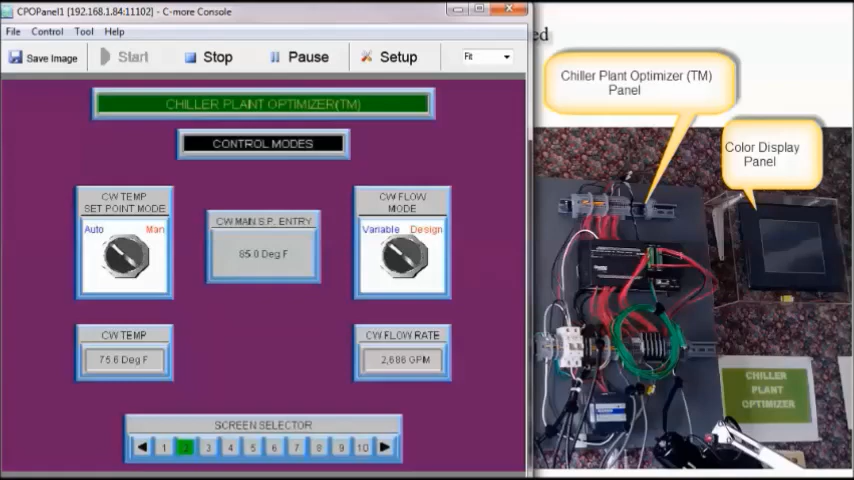 CPOPanel1 [192.168.1.84:11102] - C-more Console
File Control Tool Help
Save Image Start Stop Pause Setup Fit
CHILLER PLANT OPTIMIZER(TM)
CONTROL MODES
CW TEMP
SET POINT MODE
Auto Man
CW MAN S.P. ENTRY
85.0 Deg F
CW FLOW
MODE
Variable Design
CW TEMP
75.6 Deg F
CW FLOW RATE
2,686 GPM
SCREEN SELECTOR
1 2 3 4 5 6 7 8 9 10
ed
Chiller Plant Optimizer (TM)
Panel
Color Display
Panel
CHILLER
PLANT
OPTIMIZER